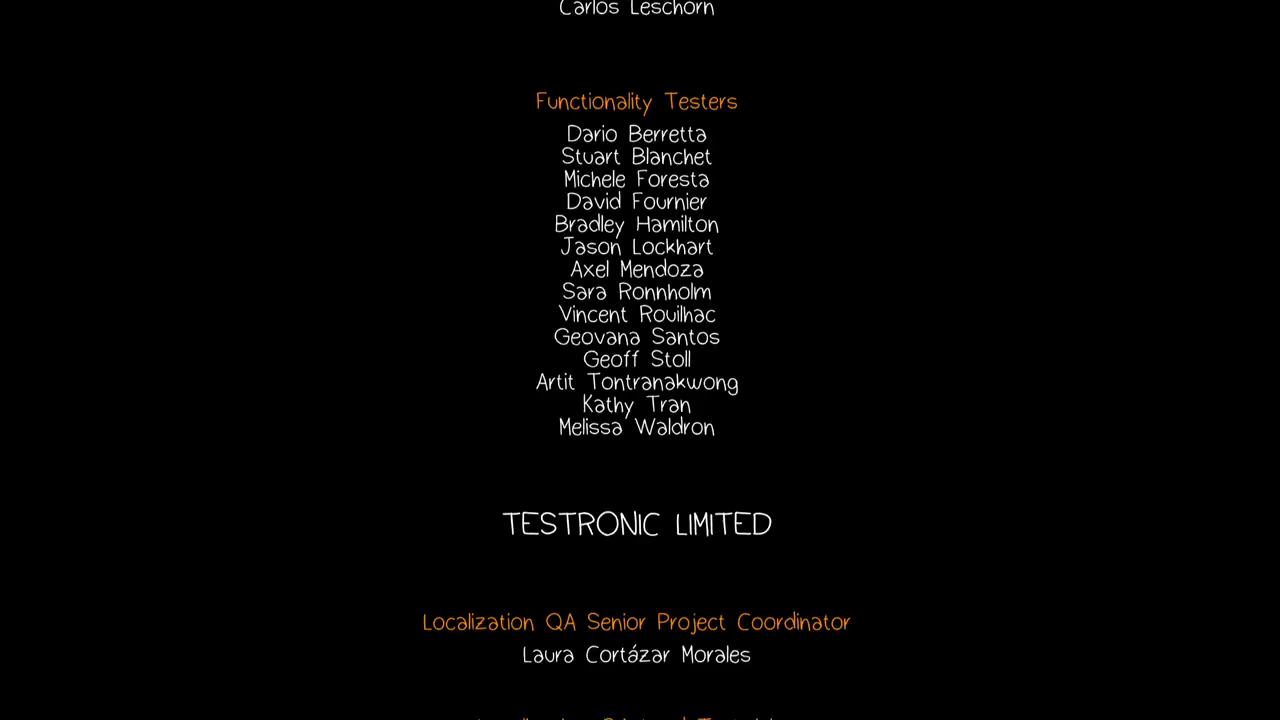 Carlos Leschorn
Functionality Testers
Dario Berretta
Stuart Blanchet
Michele Foresta
David Fournier
Bradley Hamilton
Jason Lockhart
Axel Mendoza
Sara Ronnholm
Vincent Rouilhac
Geovana Santos
Geoff Stoll
Artit Tontranakwong
Kathy Tran
Melissa Waldron
TESTRONIC LIMITED
Localization QA Senior Project Coordinator
Laura Cortázar Morales